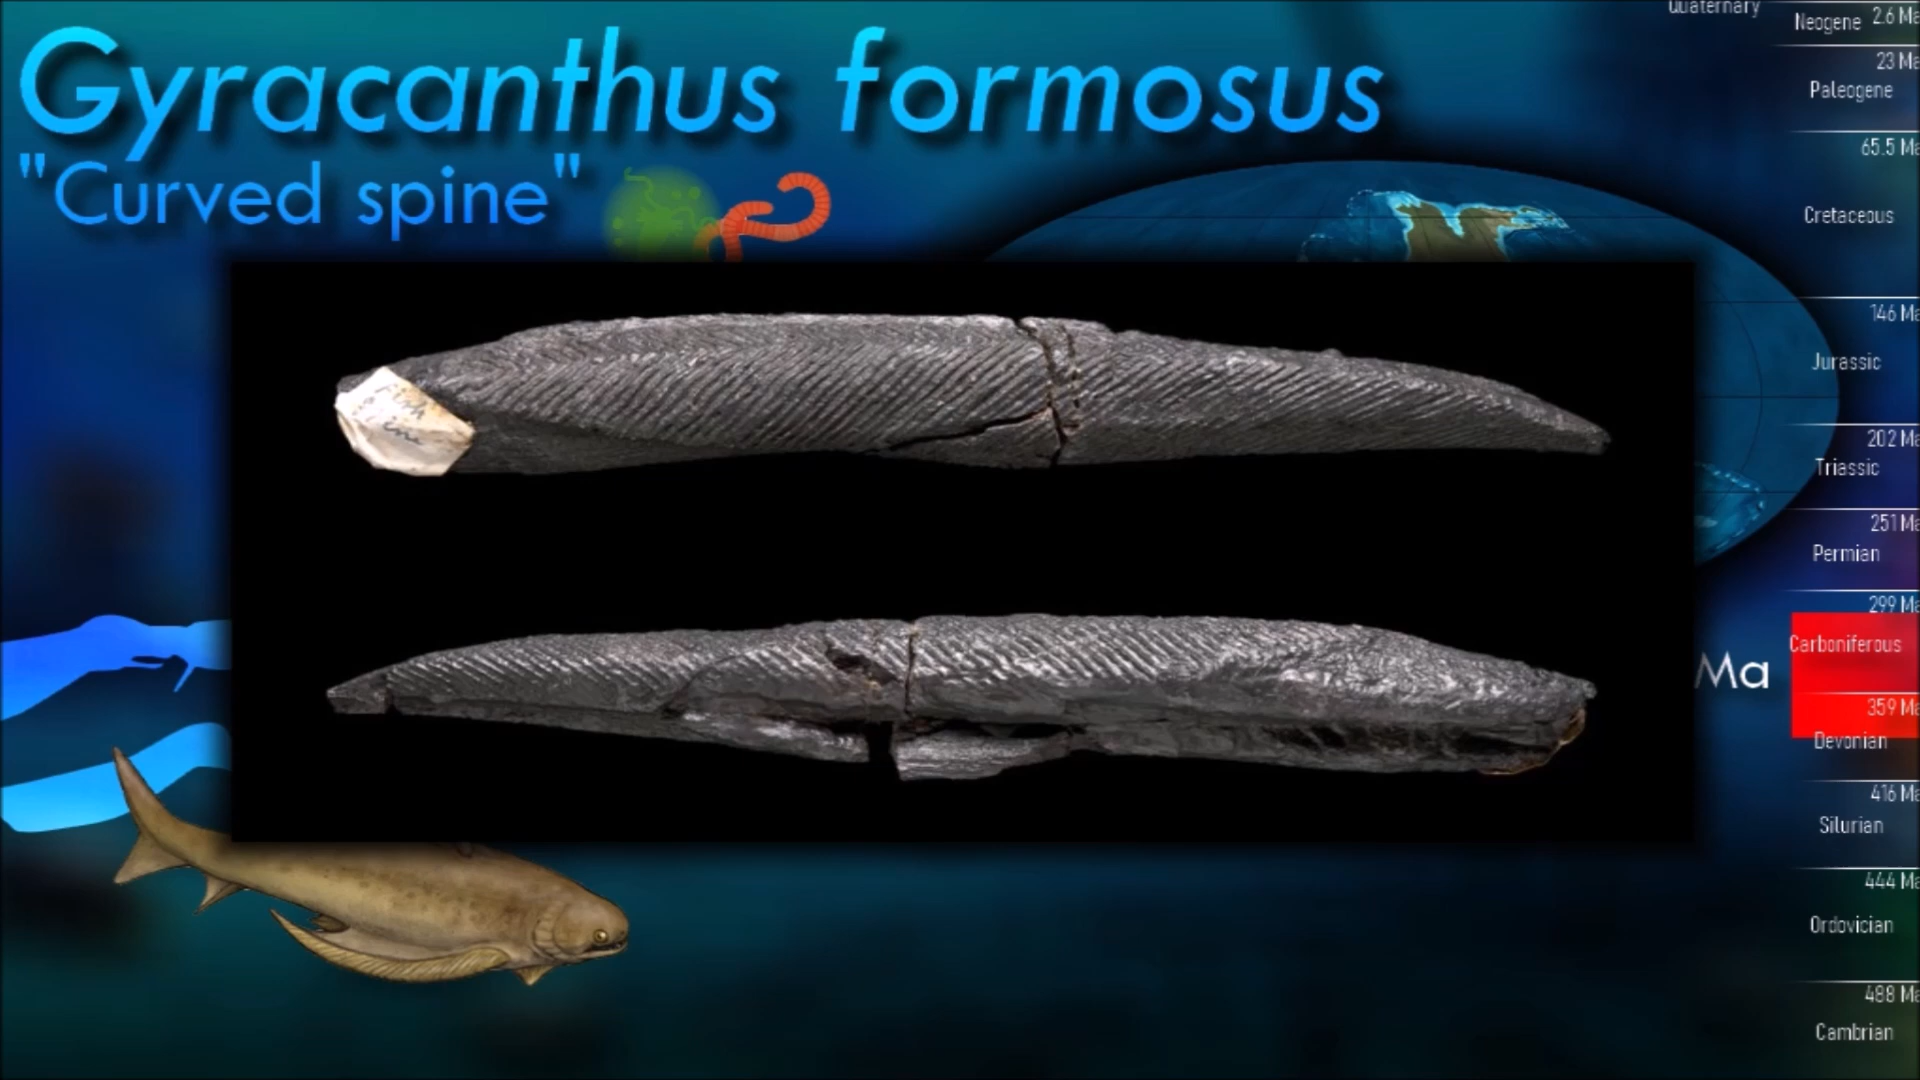 Gyracanthus formosus
"Curved spine"
Quaternary
2.6 Ma
Neogene
23 Ma
Paleogene
65.5 Ma
Cretaceous
146 Ma
Jurassic
202 Ma
Triassic
251 Ma
Permian
299 Ma
Carboniferous
Ma
359 Ma
Devonian
416 Ma
Silurian
444 Ma
Ordovician
488 Ma
Cambrian
Fish